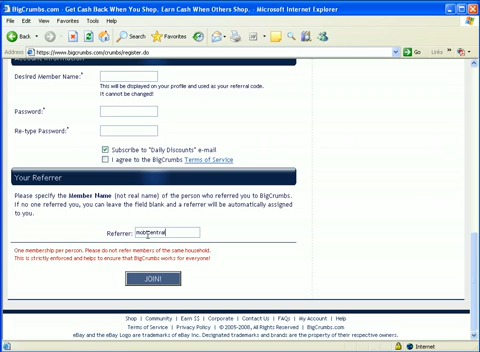 BigCrumbs.com - Get Cash Back When You Shop. Earn Cash When Others Shop. - Microsoft Internet Explorer
File Edit View Favorites Tools Help
Back Search Favorites
Address https://www.bigcrumbs.com/crumbs/register.do Go Links
Account Information
Desired Member Name:*
This will be displayed on your profile and used as your referral code.
It cannot be changed!
Password:*
Re-type Password:*
Subscribe to "Daily Discounts" e-mail
I agree to the BigCrumbs Terms of Service
Your Referrer
Please specify the Member Name (not real name) of the person who referred you to BigCrumbs.
If no one referred you, you can leave the field blank and a referrer will be automatically assigned
to you.
Referrer: mobcentral
One membership per person. Please do not refer members of the same household.
This is strictly enforced and helps to ensure that BigCrumbs works for everyone!
JOIN!
Shop | Community | Earn $$ | Corporate | Contact Us | FAQs | My Account | Help
Terms of Service | Privacy Policy | © 2005-2008, All Rights Reserved | BigCrumbs.com
eBay and the eBay Logo are trademarks of eBay Inc. Designated trademarks and brands are the property of their respective owners.
Internet